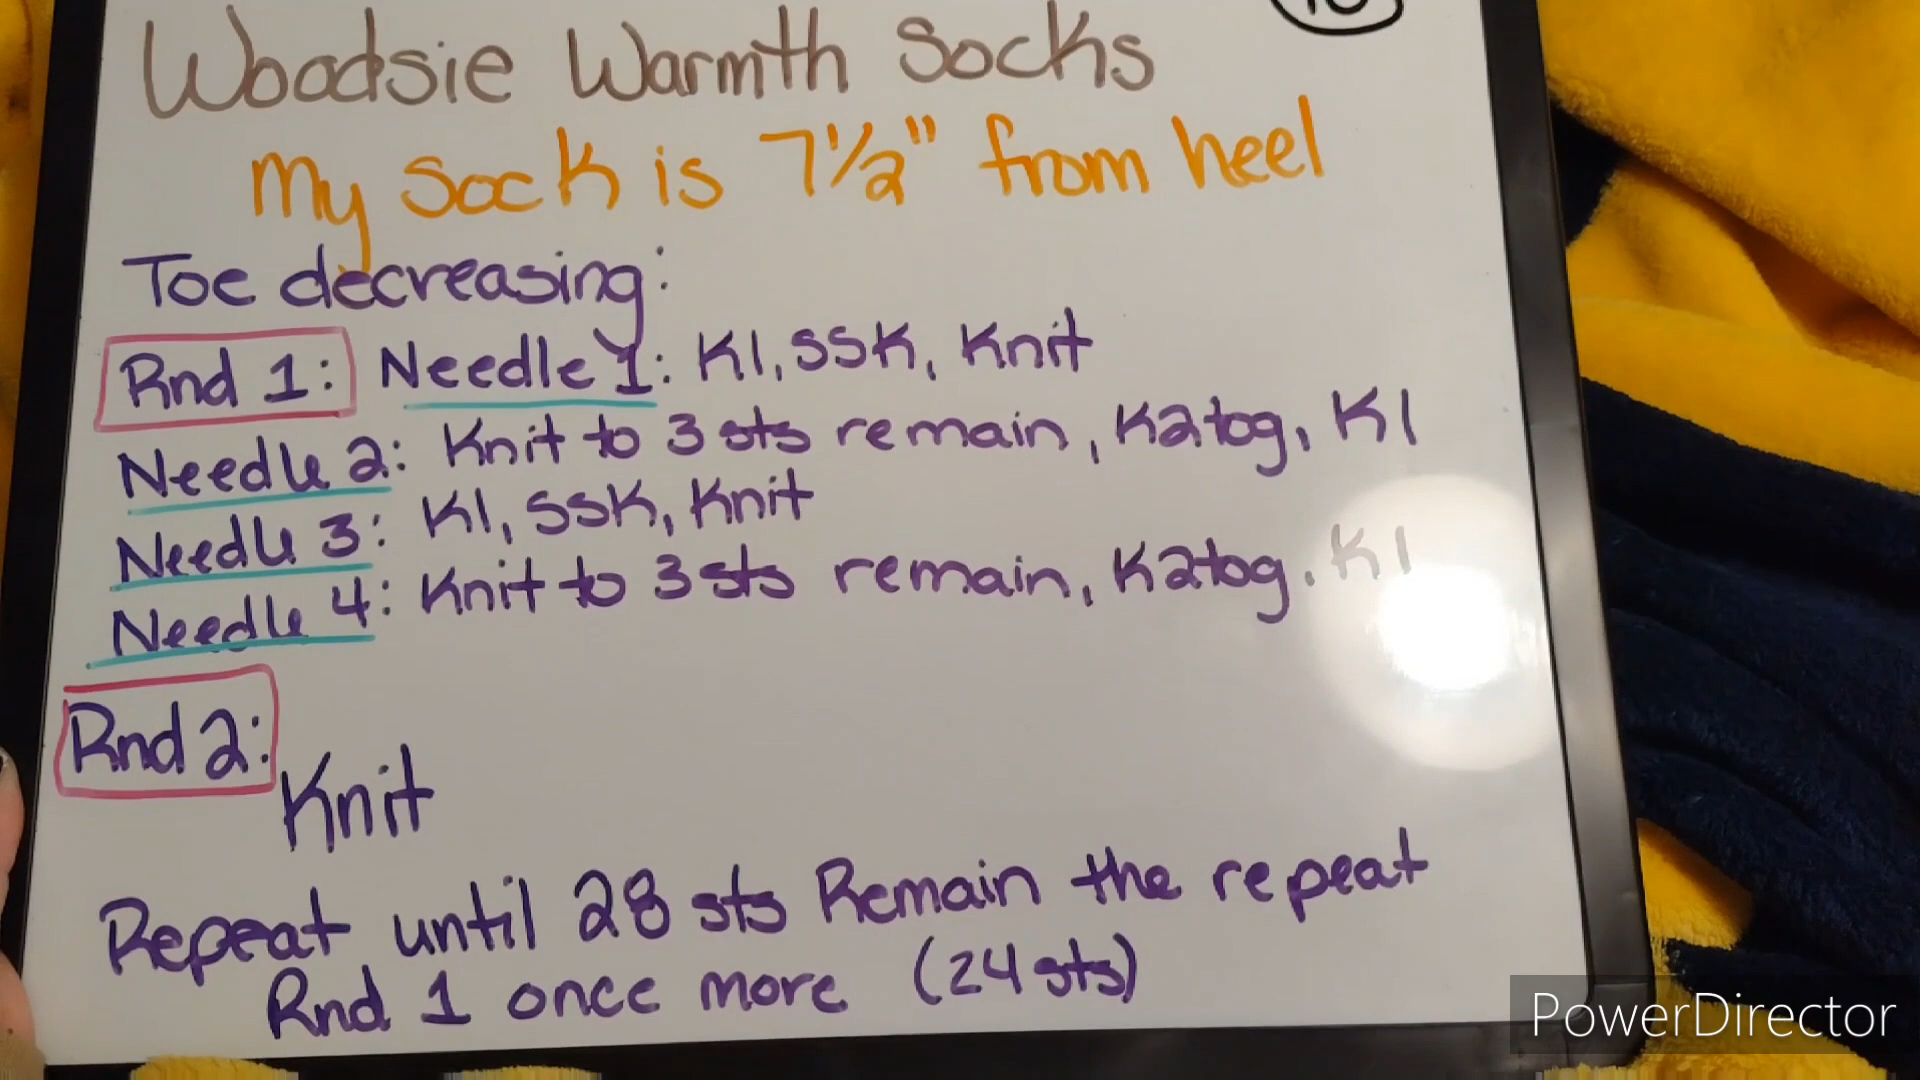 Woodsie Warmth Socks
My Sock is 7 1/2" from heel
Toe decreasing:
Rnd 1: Needle 1: K1, SSK, Knit
Needle 2: Knit to 3 sts remain, K2tog, K1
Needle 3: K1, SSK, Knit
Needle 4: Knit to 3 sts remain, K2tog, K1
Rnd 2:
Knit
Repeat until 28 sts Remain the repeat
Rnd 1 once more (24 sts)
PowerDirector